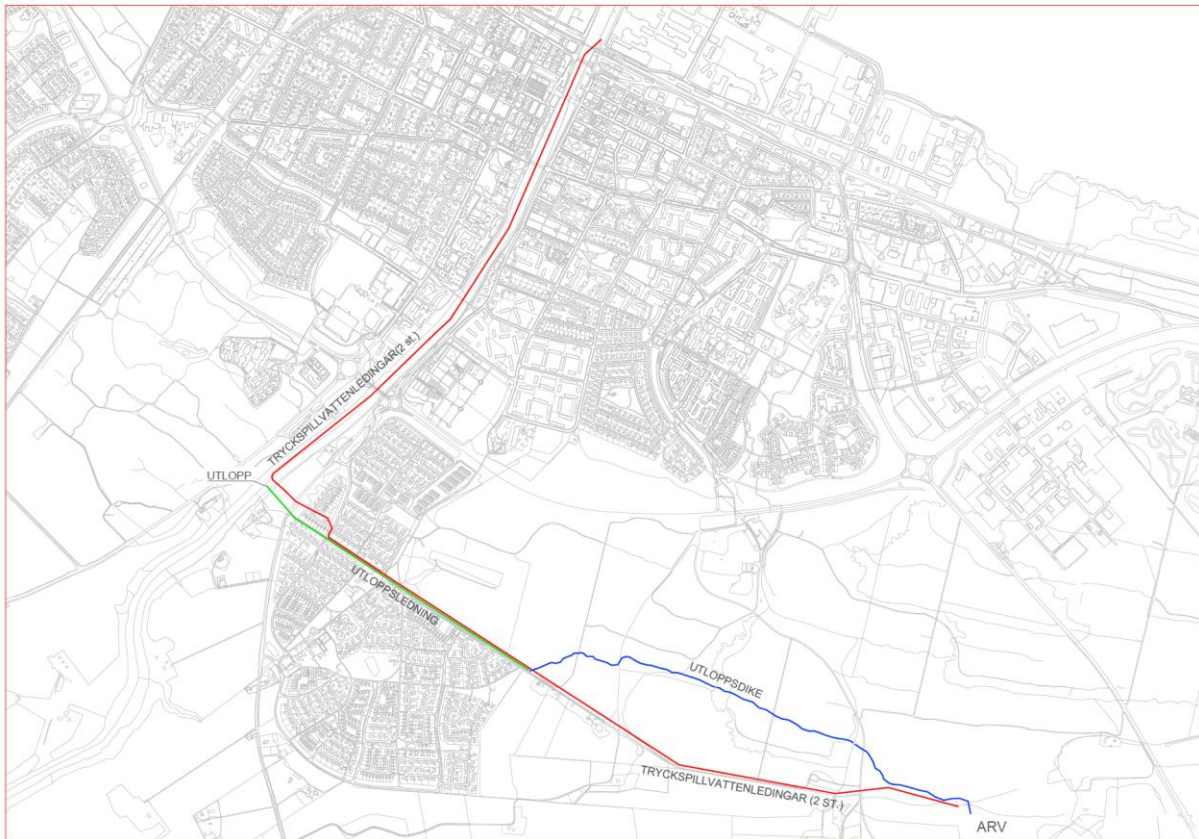 TRYCKSPILLVATTENLEDINGAR(2 st.)
UTLOPP
UTLOPPSLEDNING
UTLOPPSDIKE
TRYCKSPILLVATTENLEDINGAR (2 ST.)
ARV